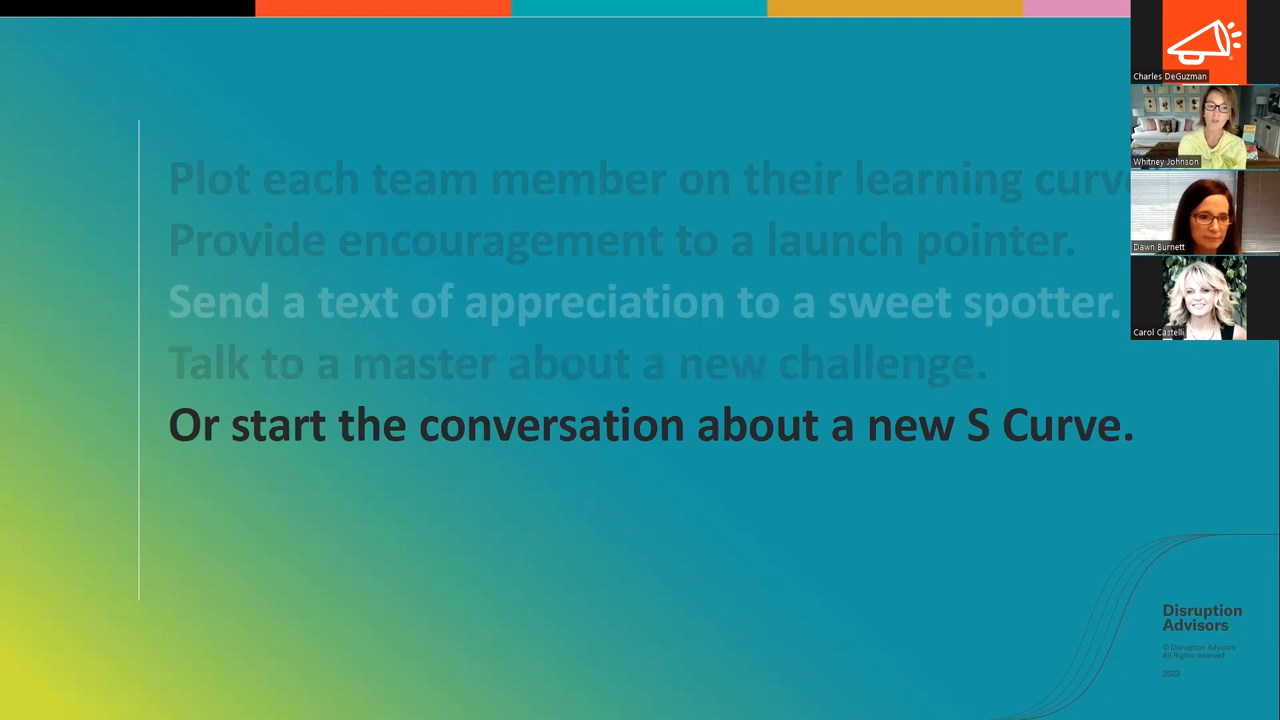 Plot each team member on their learning curv
Provide encouragement to a launch pointer.
Send a text of appreciation to a sweet spotter.
Talk to a master about a new challenge.
Or start the conversation about a new S Curve.
Charles DeGuzman
Whitney Johnson
Dawn Burnett
Carol Castelli
Disruption
Advisors
© Disruption Advisors
All Rights reserved
2022